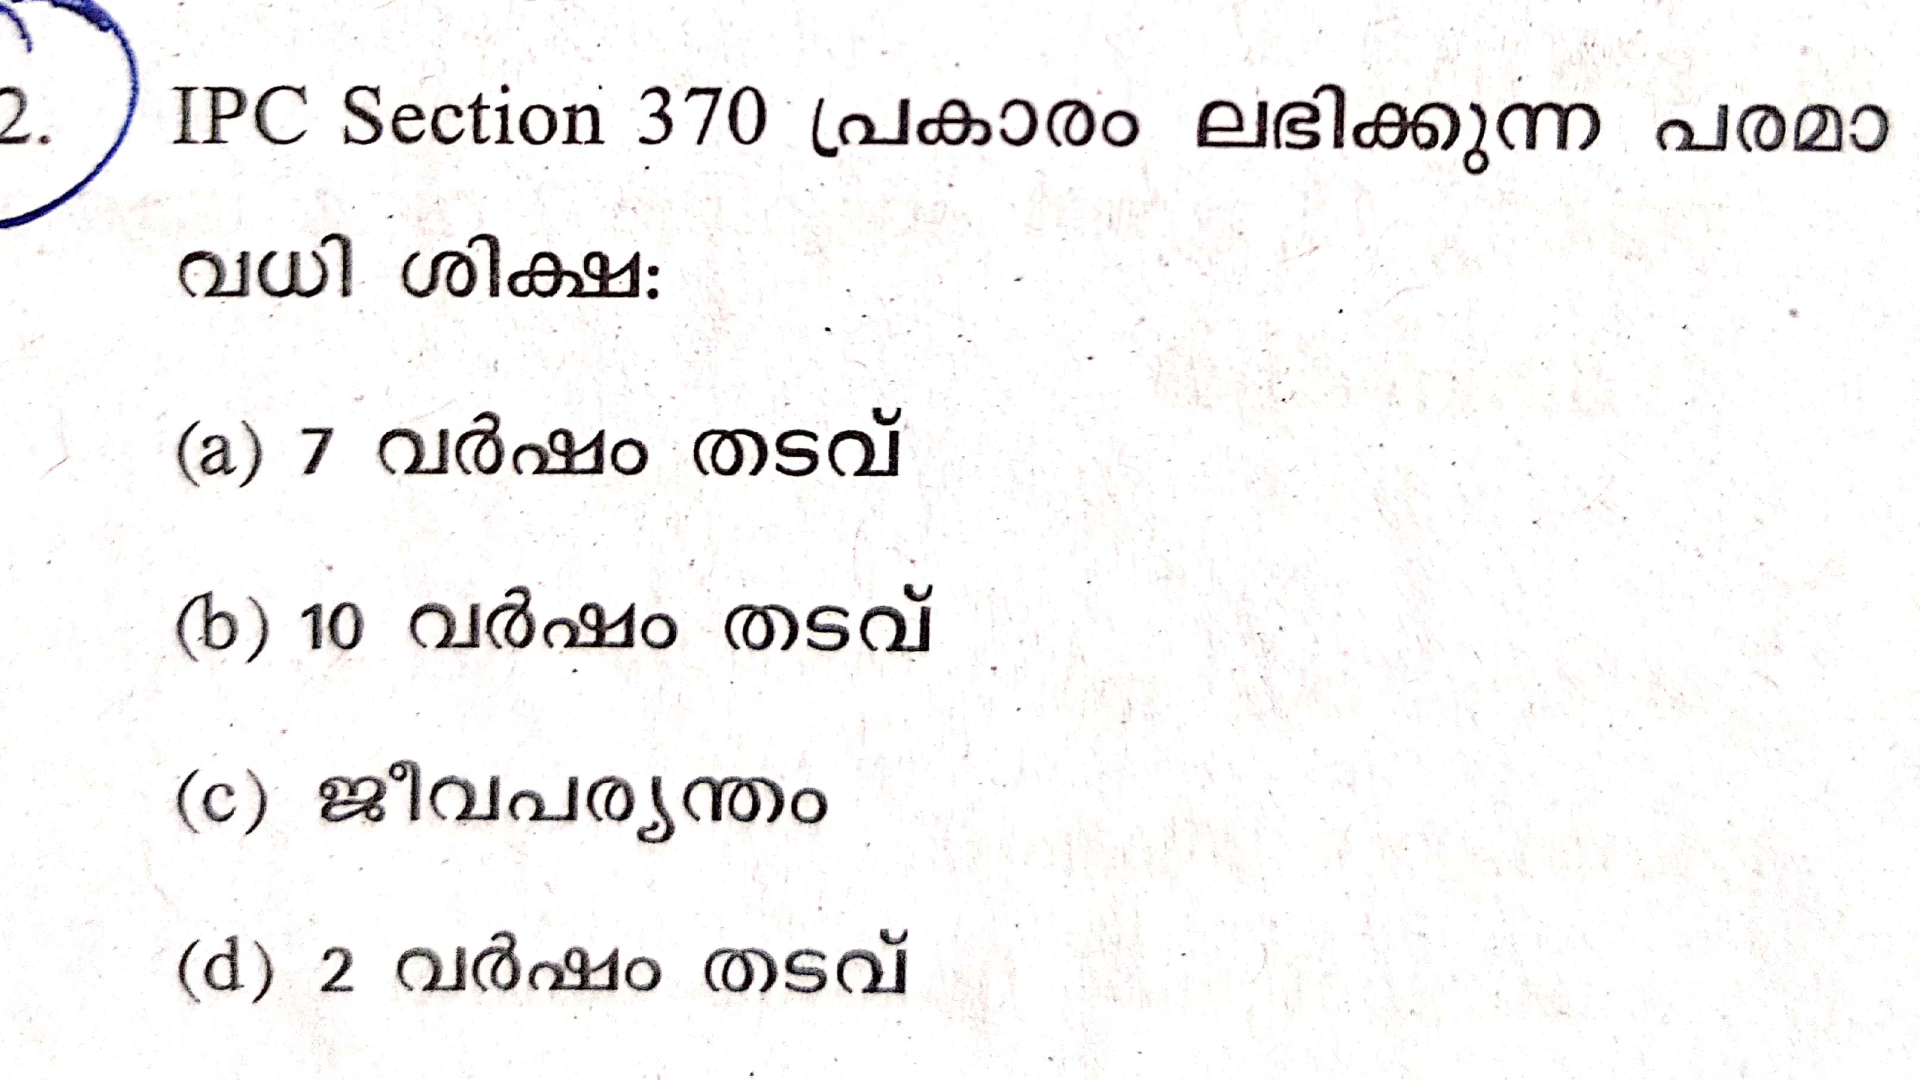 2. IPC Section 370 പ്രകാരം ലഭിക്കുന്ന പരമാ
വധി ശിക്ഷ:
(a) 7 വർഷം തടവ്
(b) 10 വർഷം തടവ്
(c) ജീവപര്യന്തം
(d) 2 വർഷം തടവ്